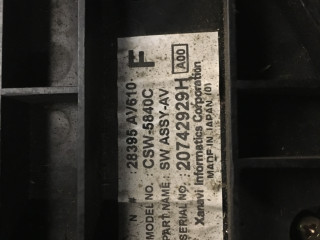 N : 28395 AV610
F
MODEL NO. : CSW-5840C
PART NAME : SW ASSY-AV
SERIAL NO. : 20742929H A00
Xanavi Informatics Corporation
MADE IN JAPAN (01)